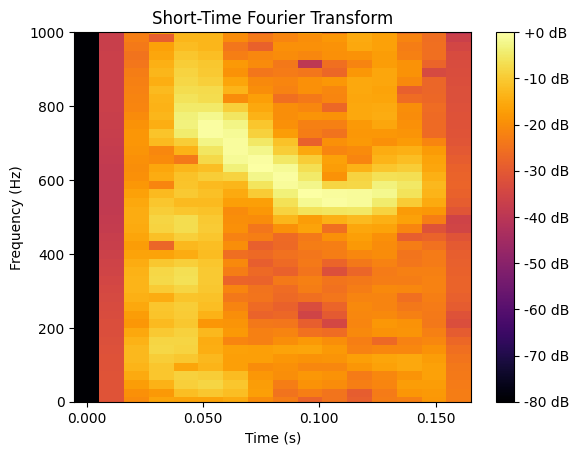 Short-Time Fourier Transform
Frequency (Hz)
1000
800
600
400
200
0
0.000
0.050
0.100
0.150
Time (s)
+0 dB
-10 dB
-20 dB
-30 dB
-40 dB
-50 dB
-60 dB
-70 dB
-80 dB